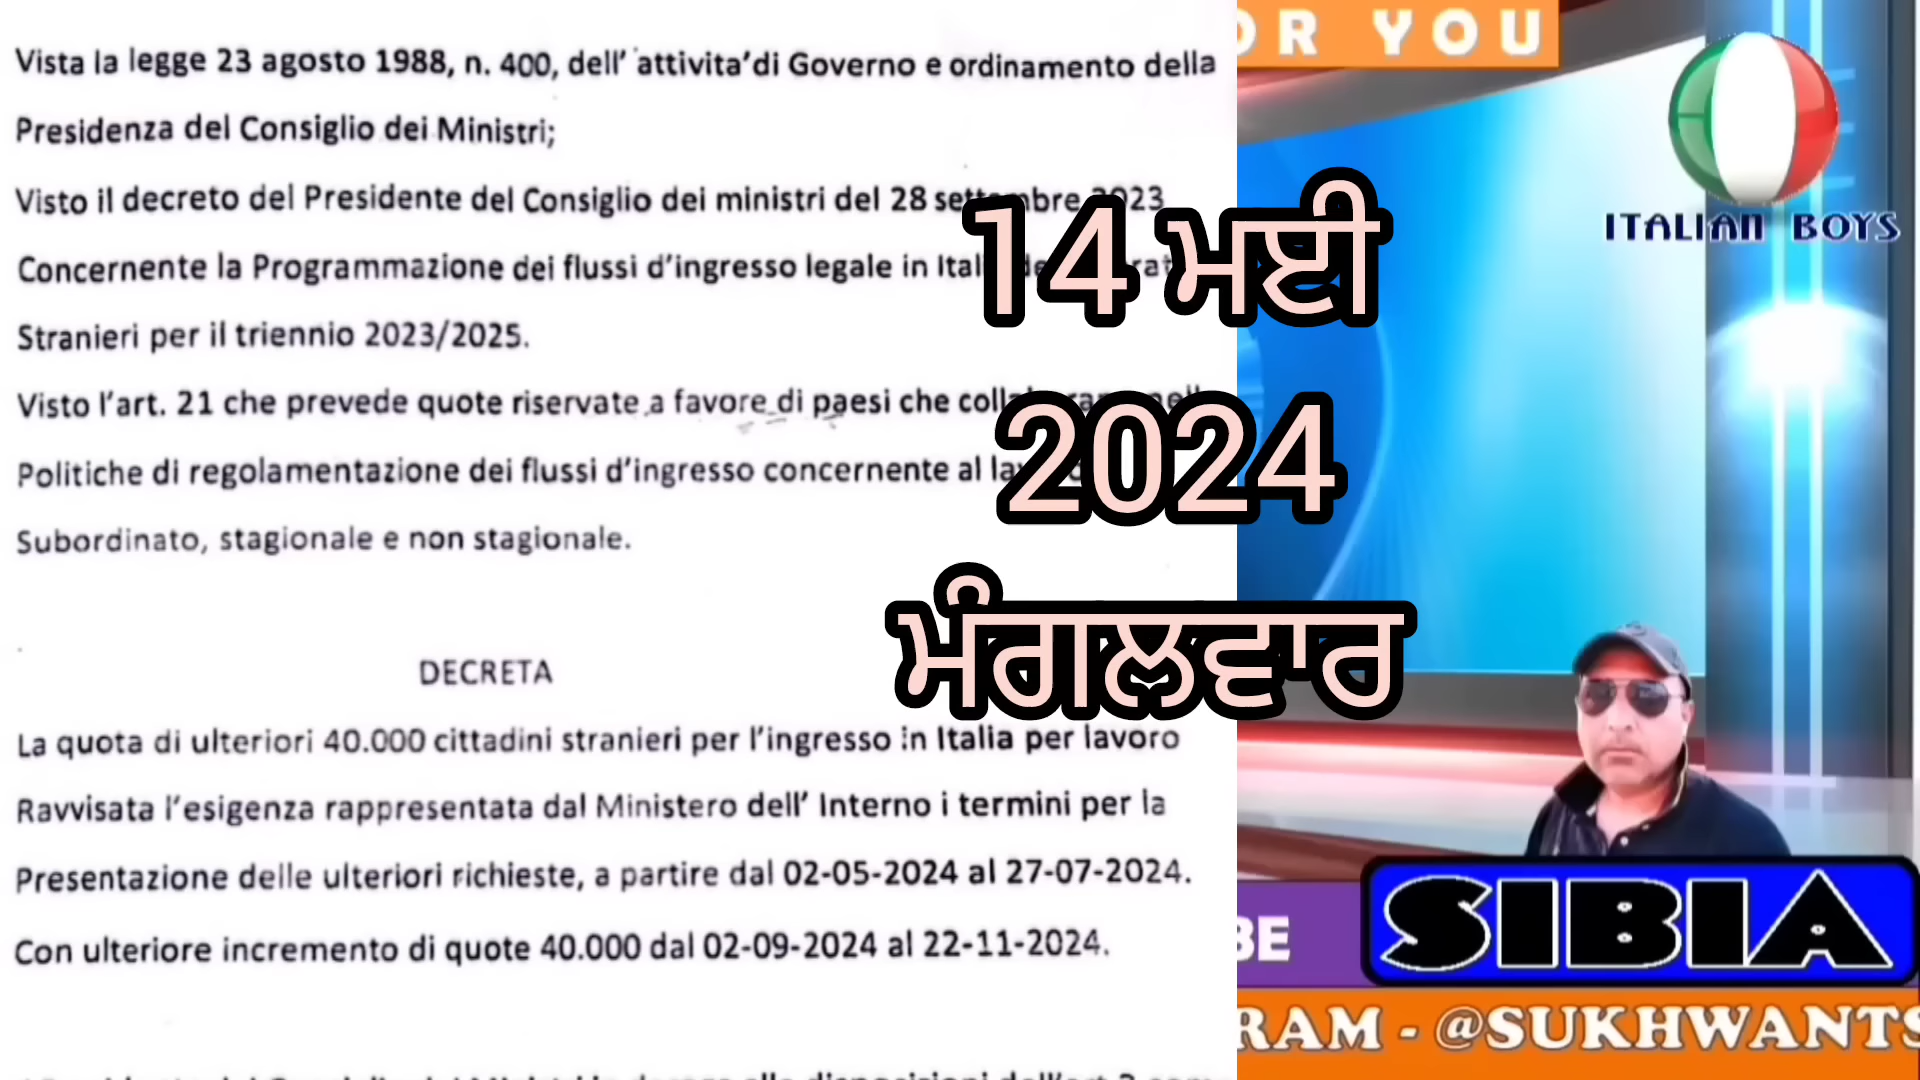 Vista la legge 23 agosto 1988, n. 400, dell' attivita'di Governo e ordinamento della
Presidenza del Consiglio dei Ministri;
Visto il decreto del Presidente del Consiglio dei ministri del 28 2023
Concernente la Programmazione dei flussi d'ingresso legale in
Stranieri per il triennio 2023/2025.
Visto l'art. 21 che prevede quote riservate a favore di paesi che
Politiche di regolamentazione dei flussi d'ingresso concernente al
Subordinato, stagionale e non stagionale.
DECRETA
La quota di ulteriori 40.000 cittadini stranieri per l'ingresso in Italia per lavoro
Ravvisata l'esigenza rappresentata dal Ministero dell' Interno i termini per la
Presentazione delle ulteriori richieste, a partire dal 02-05-2024 al 27-07-2024.
Con ulteriore incremento di quote 40.000 dal 02-09-2024 al 22-11-2024.
14 ਮਈ
2024
ਮੰਗਲਵਾਰ
OR YOU
ITALIAN BOYS
SIBIA
BE
RAM - @SUKHWANTS